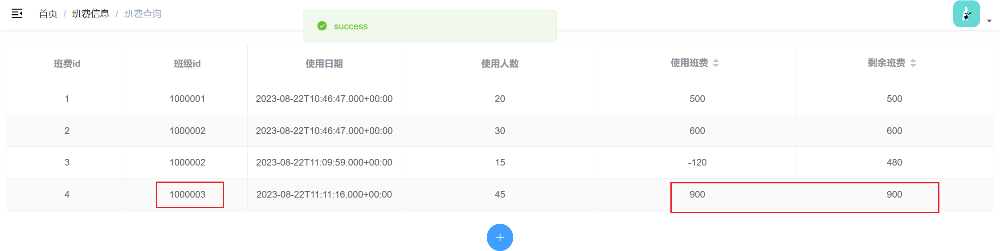 首页 / 班费信息 / 班费查询
success
班费id 班级id 使用日期 使用人数 使用班费 剩余班费
1 1000001 2023-08-22T10:46:47.000+00:00 20 500 500
2 1000002 2023-08-22T10:46:47.000+00:00 30 600 600
3 1000002 2023-08-22T11:09:59.000+00:00 15 -120 480
4 1000003 2023-08-22T11:11:16.000+00:00 45 900 900